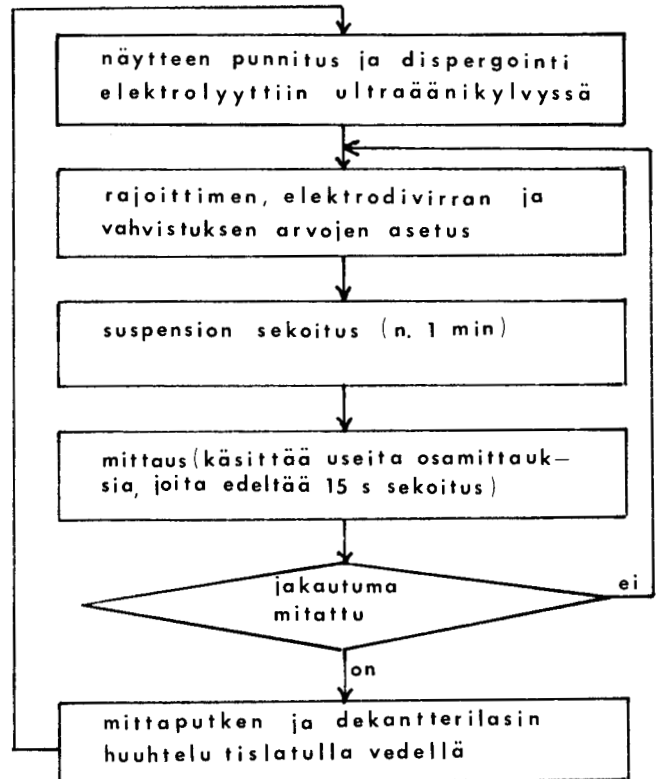 näytteen punnitus ja dispergointi
elektrolyyttiin ultraäänikylvyssä
rajoittimen, elektrodivirran ja
vahvistuksen arvojen asetus
suspension sekoitus (n. 1 min)
mittaus (käsittää useita osamittauk–
sia, joita edeltää 15 s sekoitus)
jakautuma
mitattu
ei
on
mittaputken ja dekantterilasin
huuhtelu tislatulla vedellä